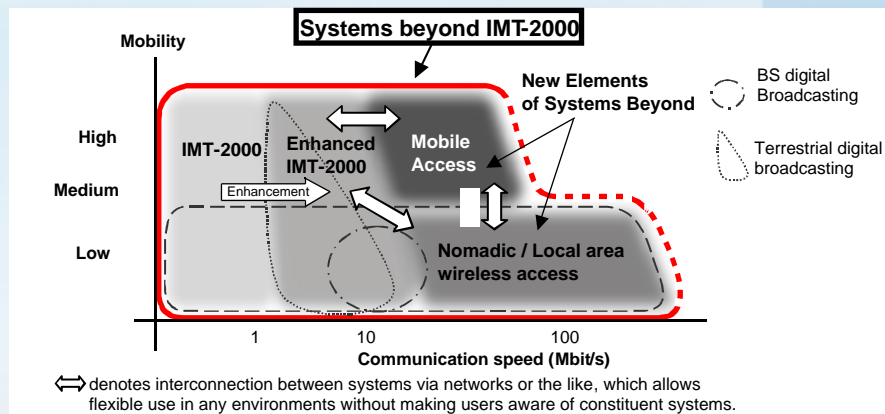 Systems beyond IMT-2000
Mobility
New Elements
of Systems Beyond
BS digital
Broadcasting
High
IMT-2000
Enhanced
IMT-2000
Mobile
Access
Terrestrial digital
broadcasting
Medium
Enhancement
Low
Nomadic / Local area
wireless access
1
10
100
Communication speed (Mbit/s)
denotes interconnection between systems via networks or the like, which allows
flexible use in any environments without making users aware of constituent systems.